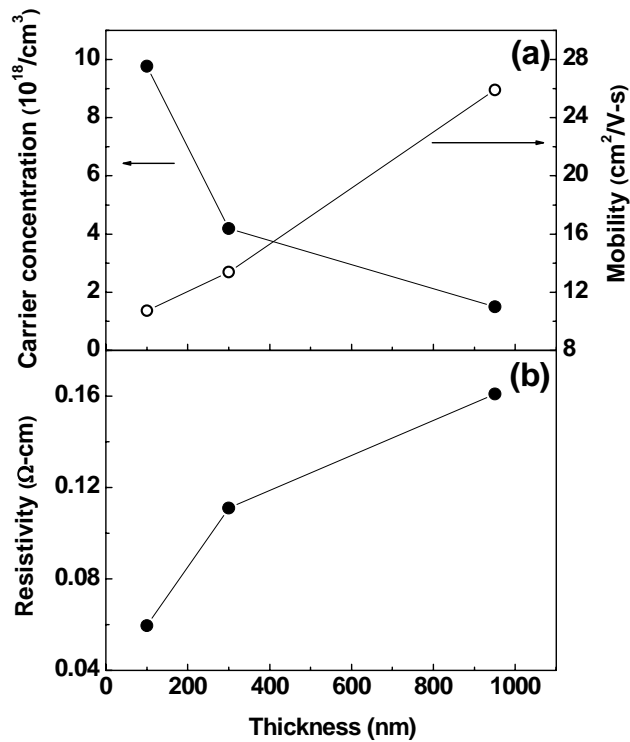 (a)
Carrier concentration (10^18/cm^3)
10
8
6
4
2
0
28
24
20
16
12
8
Mobility (cm^2/V-s)
(b)
Resistivity (Ω-cm)
0.16
0.12
0.08
0.04
0 200 400 600 800 1000
Thickness (nm)